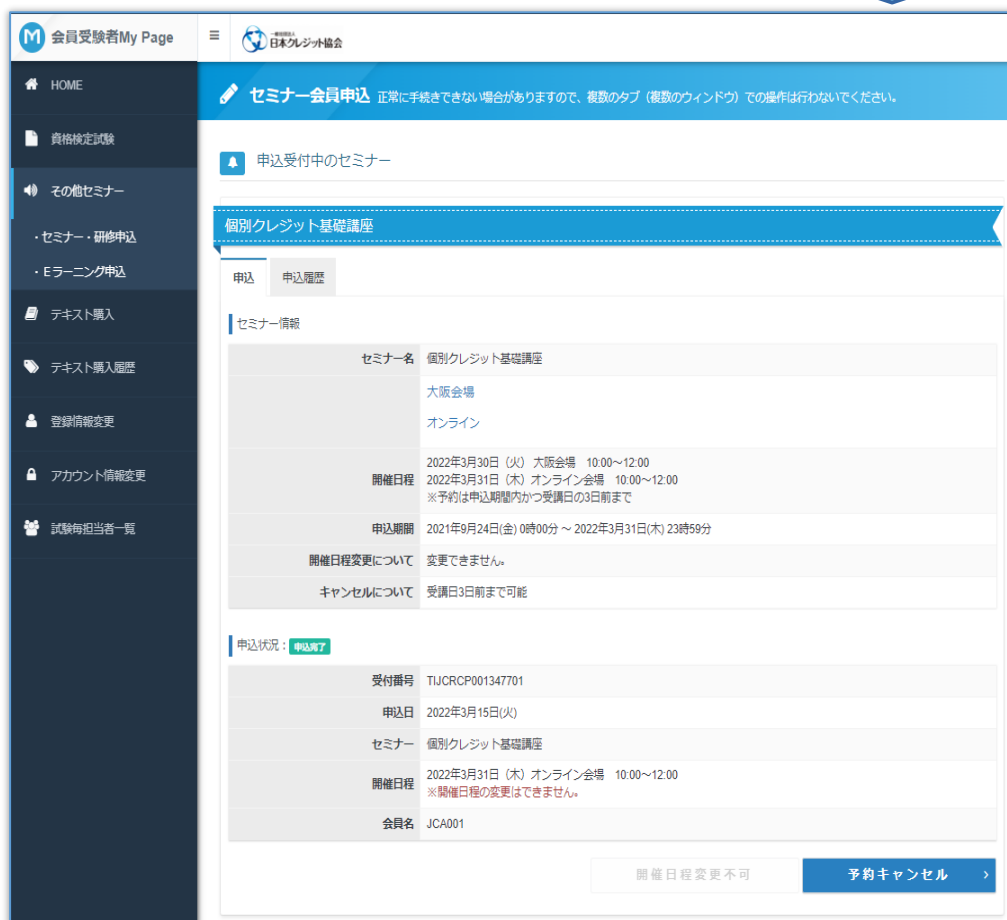 M 会員受験者My Page
一般社団法人
日本クレジット協会
HOME
資格検定試験
その他セミナー
・セミナー・研修申込
・Eラーニング申込
テキスト購入
テキスト購入履歴
登録情報変更
アカウント情報変更
試験毎担当者一覧
セミナー会員申込 正常に手続きできない場合がありますので、複数のタブ（複数のウィンドウ）での操作は行わないでください。
申込受付中のセミナー
個別クレジット基礎講座
申込 申込履歴
セミナー情報
セミナー名 個別クレジット基礎講座
大阪会場
オンライン
開催日程 2022年3月30日（火）大阪会場 10:00～12:00
2022年3月31日（木）オンライン会場 10:00～12:00
※予約は申込期間内かつ受講日の3日前まで
申込期間 2021年9月24日(金) 0時00分 ～ 2022年3月31日(木) 23時59分
開催日程変更について 変更できません。
キャンセルについて 受講日3日前まで可能
申込状況： 申込完了
受付番号 TIJCRCP001347701
申込日 2022年3月15日(火)
セミナー 個別クレジット基礎講座
開催日程 2022年3月31日（木）オンライン会場 10:00～12:00
※開催日程の変更はできません。
会員名 JCA001
開催日程変更不可 予約キャンセル